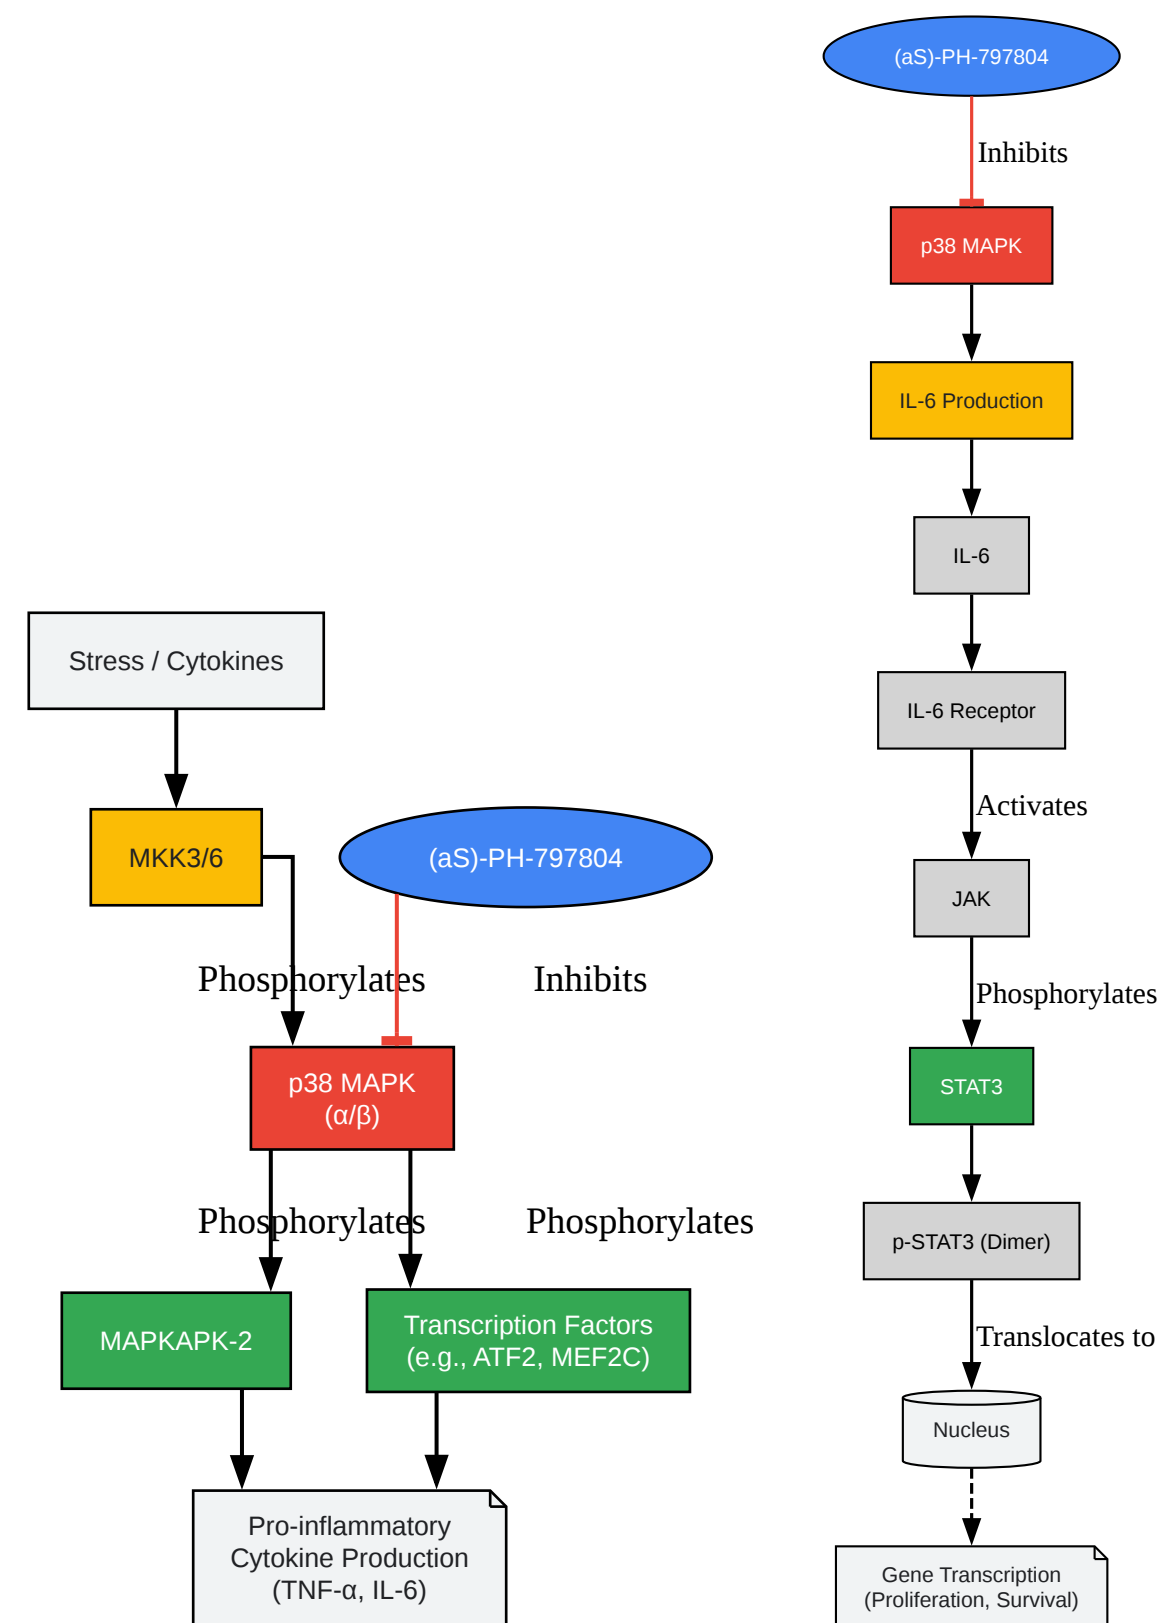 Stress / Cytokines
MKK3/6
(aS)-PH-797804
Phosphorylates
Inhibits
p38 MAPK
(α/β)
Phosphorylates
Phosphorylates
MAPKAPK-2
Transcription Factors
(e.g., ATF2, MEF2C)
Pro-inflammatory
Cytokine Production
(TNF-α, IL-6)
(aS)-PH-797804
Inhibits
p38 MAPK
IL-6 Production
IL-6
IL-6 Receptor
Activates
JAK
Phosphorylates
STAT3
p-STAT3 (Dimer)
Translocates to
Nucleus
Gene Transcription
(Proliferation, Survival)